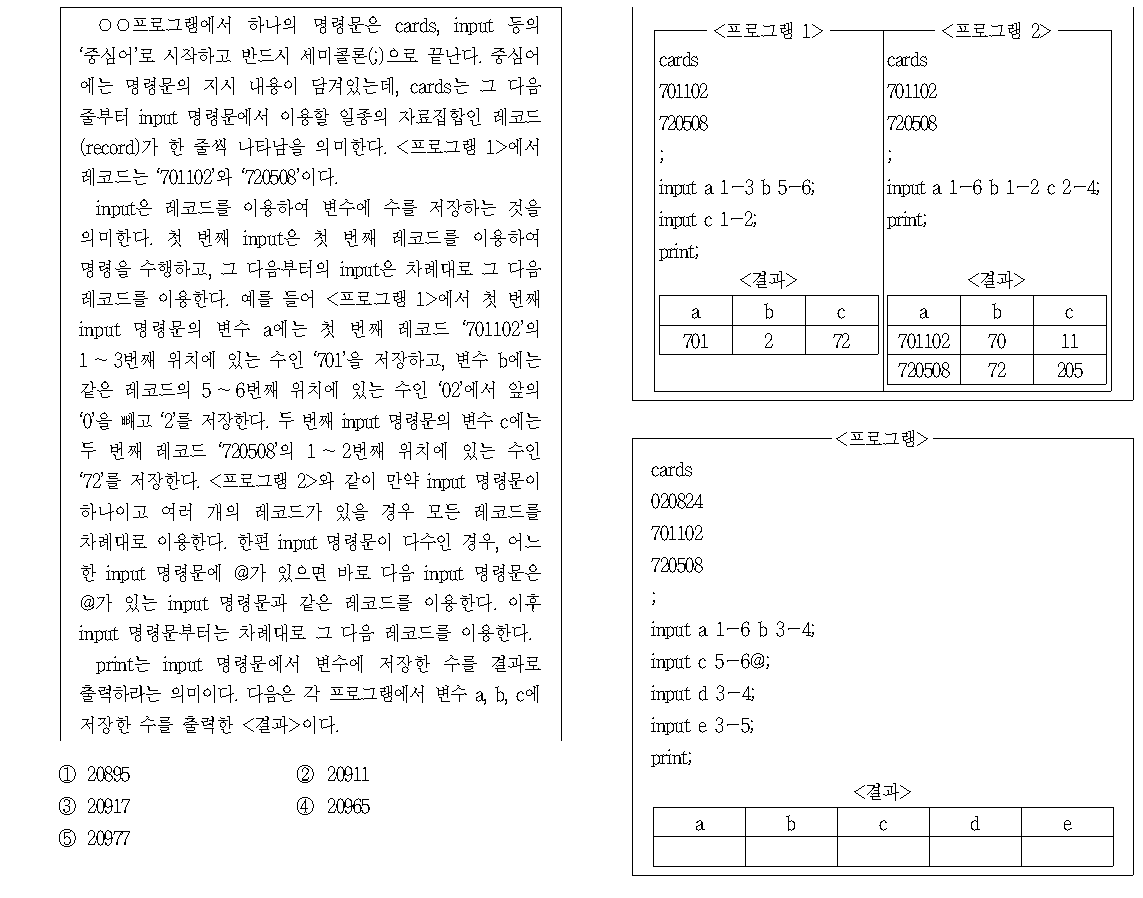 ○○프로그램에서 하나의 명령문은 cards, input 등의
‘중심어’로 시작하고 반드시 세미콜론(;)으로 끝난다. 중심어
에는 명령문의 지시 내용이 담겨있는데, cards는 그 다음
줄부터 input 명령문에서 이용할 일종의 자료집합인 레코드
(record)가 한 줄씩 나타남을 의미한다. <프로그램 1>에서
레코드는 ‘701102’와 ‘720508’이다.
input은 레코드를 이용하여 변수에 수를 저장하는 것을
의미한다. 첫 번째 input은 첫 번째 레코드를 이용하여
명령을 수행하고, 그 다음부터의 input은 차례대로 그 다음
레코드를 이용한다. 예를 들어 <프로그램 1>에서 첫 번째
input 명령문의 변수 a에는 첫 번째 레코드 ‘701102’의
1～3번째 위치에 있는 수인 ‘701’을 저장하고, 변수 b에는
같은 레코드의 5～6번째 위치에 있는 수인 ‘02’에서 앞의
‘0’을 빼고 ‘2’를 저장한다. 두 번째 input 명령문의 변수 c에는
두 번째 레코드 ‘720508’의 1～2번째 위치에 있는 수인
‘72’를 저장한다. <프로그램 2>와 같이 만약 input 명령문이
하나이고 여러 개의 레코드가 있을 경우 모든 레코드를
차례대로 이용한다. 한편 input 명령문이 다수인 경우, 어느
한 input 명령문에 @가 있으면 바로 다음 input 명령문은
@가 있는 input 명령문과 같은 레코드를 이용한다. 이후
input 명령문부터는 차례대로 그 다음 레코드를 이용한다.
print는 input 명령문에서 변수에 저장한 수를 결과로
출력하라는 의미이다. 다음은 각 프로그램에서 변수 a, b, c에
저장한 수를 출력한 <결과>이다.
① 20895 ② 20911
③ 20917 ④ 20965
⑤ 20977
<프로그램 1> <프로그램 2>
cards cards
701102 701102
720508 720508
; ;
input a 1-3 b 5-6; input a 1-6 b 1-2 c 2-4;
input c 1-2; print;
print;
<결과> <결과>
a b c a b c
701 2 72 701102 70 11
720508 72 205
<프로그램>
cards
020824
701102
720508
;
input a 1-6 b 3-4;
input c 5-6@;
input d 3-4;
input e 3-5;
print;
<결과>
a b c d e